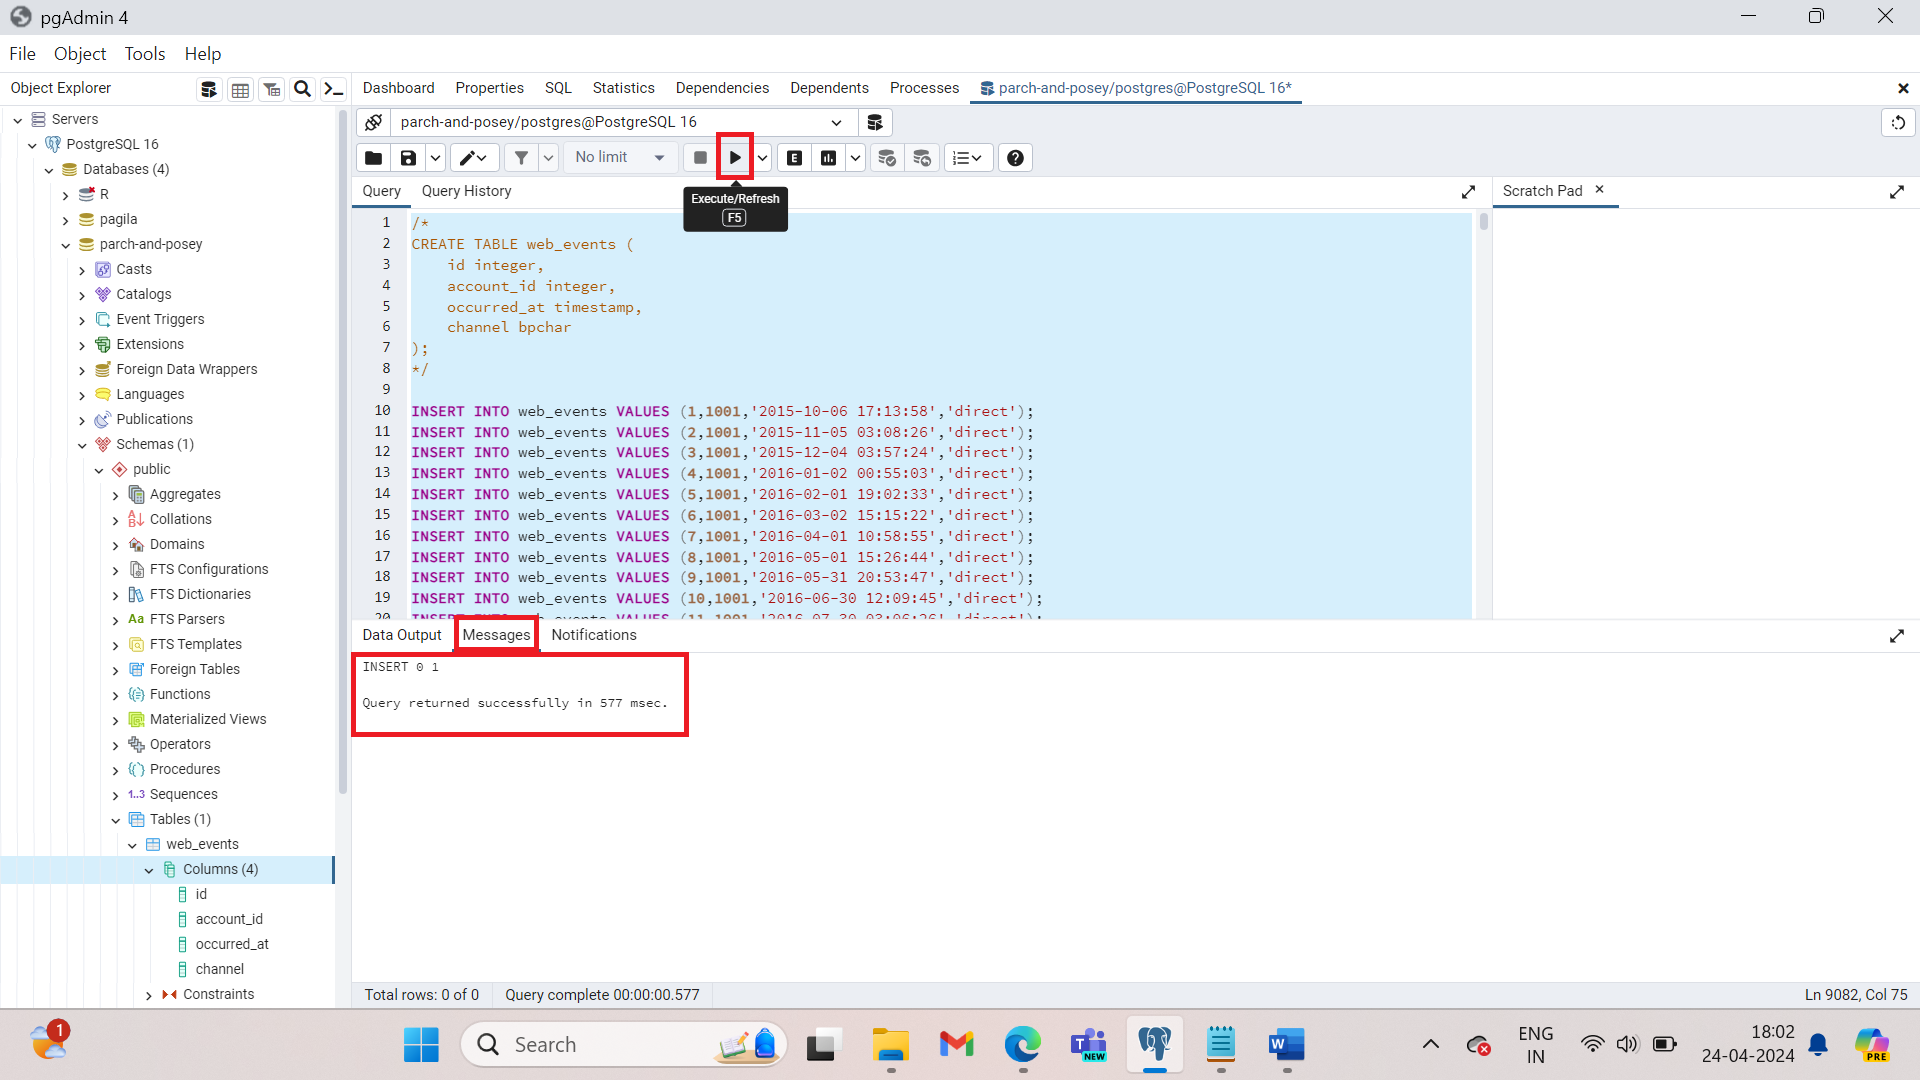 pgAdmin 4
File Object Tools Help
Object Explorer
Dashboard Properties SQL Statistics Dependencies Dependents Processes parch-and-posey/postgres@PostgreSQL 16*
parch-and-posey/postgres@PostgreSQL 16
No limit
E
Execute/Refresh
F5
Query Query History
Scratch Pad
Servers
PostgreSQL 16
Databases (4)
R
pagila
parch-and-posey
Casts
Catalogs
Event Triggers
Extensions
Foreign Data Wrappers
Languages
Publications
Schemas (1)
public
Aggregates
Collations
Domains
FTS Configurations
FTS Dictionaries
Aa FTS Parsers
FTS Templates
Foreign Tables
Functions
Materialized Views
Operators
Procedures
1..3 Sequences
Tables (1)
web_events
Columns (4)
id
account_id
occurred_at
channel
Constraints
1 /*
2 CREATE TABLE web_events (
3 id integer,
4 account_id integer,
5 occurred_at timestamp,
6 channel bpchar
7 );
8 */
9
10 INSERT INTO web_events VALUES (1,1001,'2015-10-06 17:13:58','direct');
11 INSERT INTO web_events VALUES (2,1001,'2015-11-05 03:08:26','direct');
12 INSERT INTO web_events VALUES (3,1001,'2015-12-04 03:57:24','direct');
13 INSERT INTO web_events VALUES (4,1001,'2016-01-02 00:55:03','direct');
14 INSERT INTO web_events VALUES (5,1001,'2016-02-01 19:02:33','direct');
15 INSERT INTO web_events VALUES (6,1001,'2016-03-02 15:15:22','direct');
16 INSERT INTO web_events VALUES (7,1001,'2016-04-01 10:58:55','direct');
17 INSERT INTO web_events VALUES (8,1001,'2016-05-01 15:26:44','direct');
18 INSERT INTO web_events VALUES (9,1001,'2016-05-31 20:53:47','direct');
19 INSERT INTO web_events VALUES (10,1001,'2016-06-30 12:09:45','direct');
Data Output Messages Notifications
INSERT 0 1
Query returned successfully in 577 msec.
Total rows: 0 of 0 Query complete 00:00:00.577 Ln 9082, Col 75
1
Search
T NEW
W
ENG
IN
18:02
24-04-2024
PRE